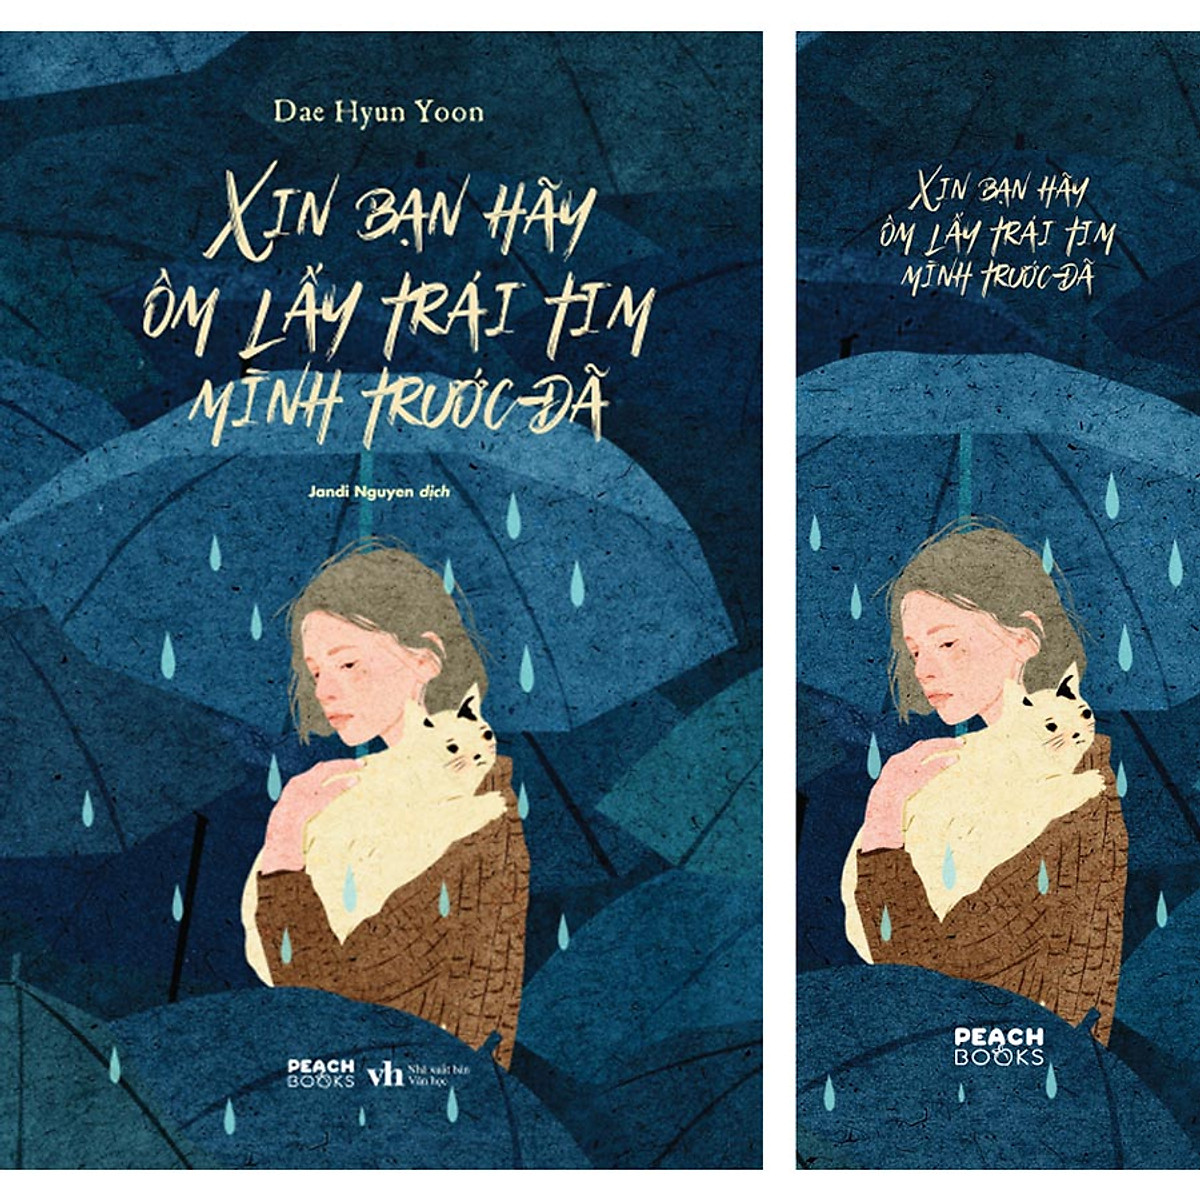 Dae Hyun Yoon
XIN BẠN HÃY
ÔM LẤY TRÁI TIM
MÌNH TRƯỚC ĐÃ
Jandi Nguyen dịch
PEACH
BOOKS
vh
Nhà xuất bản
Văn học
XIN BẠN HÃY
ÔM LẤY TRÁI TIM
MÌNH TRƯỚC ĐÃ
PEACH
BOOKS